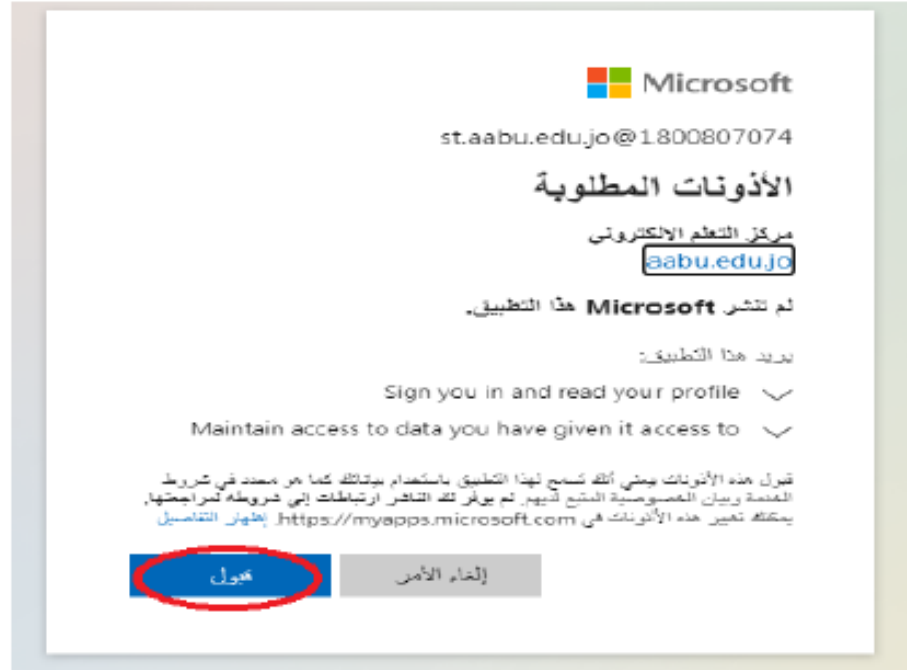 Microsoft
st.aabu.edu.jo@1800807074
الأذونات المطلوبة
مركز التعلم الالكتروني
aabu.edu.jo
لم تنشر Microsoft هذا التطبيق.
يريد هذا التطبيق:
Sign you in and read your profile
Maintain access to data you have given it access to
قبول هذه الأذونات يعني أنك تسمح لهذا التطبيق باستخدام بياناتك كما هو محدد في شروط
الخدمة وبيان الخصوصية المتبع لديهم. لم يوفر لك الناشر ارتباطات إلى شروطه لمراجعتها.
يمكنك تغيير هذه الأذونات في https://myapps.microsoft.com. إظهار التفاصيل
إلغاء الأمر
قبول